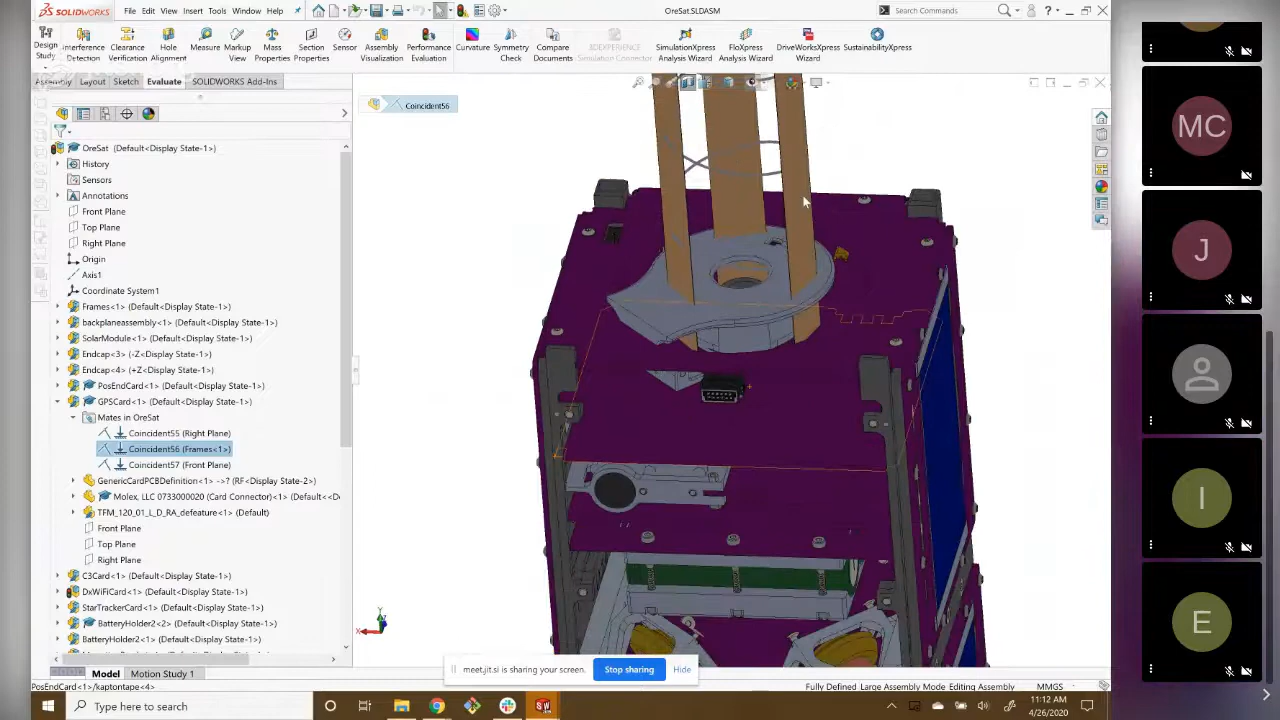 SOLIDWORKS
File Edit View Insert Tools Window Help
OreSat.SLDASM
Search Commands
Design Study
Interference Detection
Clearance Verification
Hole Alignment
Measure
Markup View
Mass Properties
Section Properties
Sensor
Assembly Visualization
Performance Evaluation
Curvature
Symmetry Check
Compare Documents
3DEXPERIENCE Simulation Connector
SimulationXpress Analysis Wizard
FloXpress Analysis Wizard
DriveWorksXpress Wizard
SustainabilityXpress
Assembly Layout Sketch Evaluate SOLIDWORKS Add-Ins
Coincident56
OreSat (Default<Display State-1>)
History
Sensors
Annotations
Front Plane
Top Plane
Right Plane
Origin
Axis1
Coordinate System1
Frames<1> (Default<Display State-1>)
backplaneassembly<1> (Default<Display State-1>)
SolarModule<1> (Default<Display State-1>)
Endcap<3> (-Z<Display State-1>)
Endcap<4> (+Z<Display State-1>)
PosEndCard<1> (Default<Display State-1>)
GPSCard<1> (Default<Display State-1>)
Mates in OreSat
Coincident55 (Right Plane)
Coincident56 (Frames<1>)
Coincident57 (Front Plane)
GenericCardPCBDefinition<1> ->? (RF<Display State-2>)
Molex, LLC 0733000020 (Card Connector)<1> (Default<<D
TFM_120_01_L_D_RA_defeature<1> (Default)
Front Plane
Top Plane
Right Plane
C3Card<1> (Default<Display State-1>)
DxWiFiCard<1> (Default<Display State-1>)
StarTrackerCard<1> (Default<Display State-1>)
BatteryHolder2<2> (Default<Display State-1>)
BatteryHolder<1> (Default<Display State-1>)
Model Motion Study 1
PosEndCard<1>/kaptontape<4>
Fully Defined Large Assembly Mode Editing Assembly
MMGS
X
Y
meet.jit.si is sharing your screen.
Stop sharing
Hide
Type here to search
11:12 AM
4/26/2020
MC
J
I
E